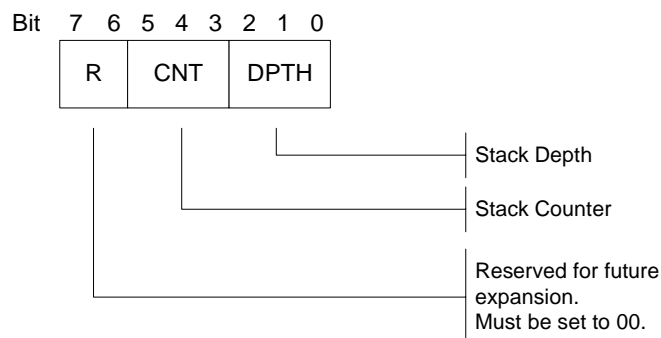 Bit 7 6 5 4 3 2 1 0
R CNT DPTH
Stack Depth
Stack Counter
Reserved for future
expansion.
Must be set to 00.